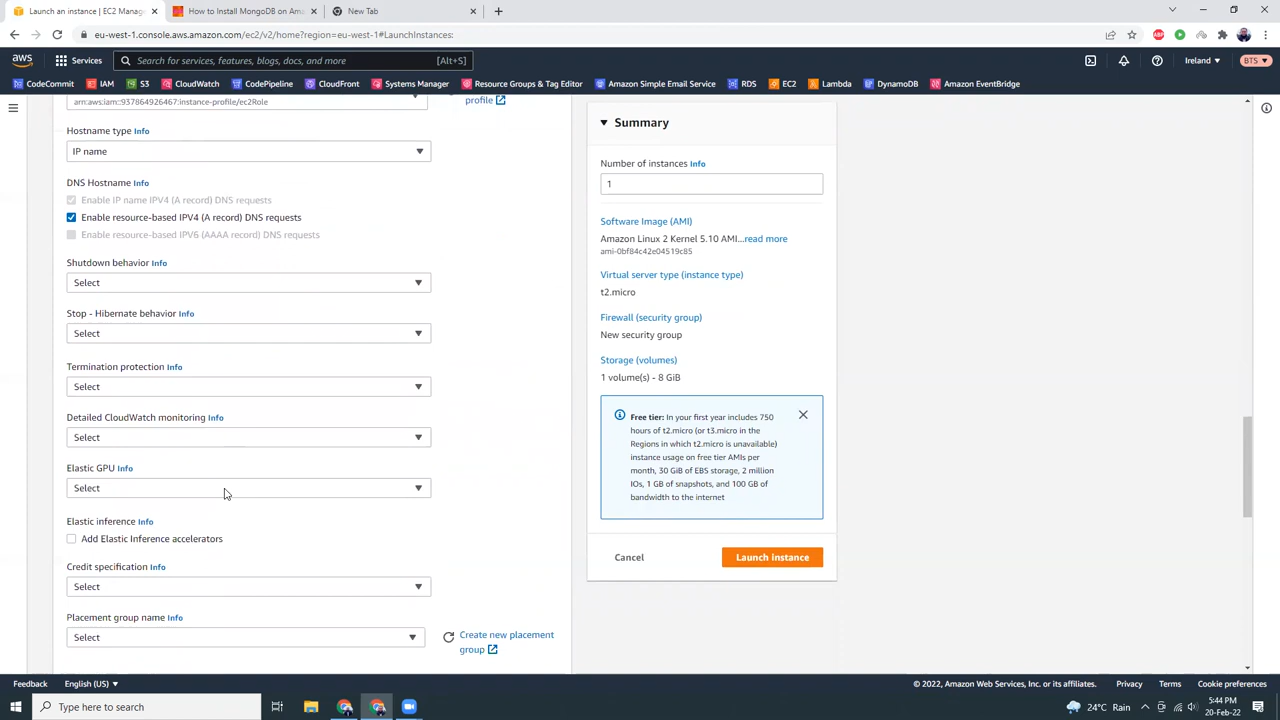 Launch an instance | EC2 Manag
How to Install MongoDB on Ama
New Tab
eu-west-1.console.aws.amazon.com/ec2/v2/home?region=eu-west-1#LaunchInstances:
aws
Services
Search for services, features, blogs, docs, and more
[Alt+S]
Ireland
BTS
CodeCommit
IAM
S3
CloudWatch
CodePipeline
CloudFront
Systems Manager
Resource Groups & Tag Editor
Amazon Simple Email Service
RDS
EC2
Lambda
DynamoDB
Amazon EventBridge
arn:aws:iam::937864926467:instance-profile/ec2Role
profile
Hostname type Info
IP name
DNS Hostname Info
Enable IP name IPV4 (A record) DNS requests
Enable resource-based IPV4 (A record) DNS requests
Enable resource-based IPV6 (AAAA record) DNS requests
Shutdown behavior Info
Select
Stop - Hibernate behavior Info
Select
Termination protection Info
Select
Detailed CloudWatch monitoring Info
Select
Elastic GPU Info
Select
Elastic inference Info
Add Elastic Inference accelerators
Credit specification Info
Select
Placement group name Info
Select
Create new placement
group
Summary
Number of instances Info
1
Software Image (AMI)
Amazon Linux 2 Kernel 5.10 AMI...read more
ami-0bf84c42e04519c85
Virtual server type (instance type)
t2.micro
Firewall (security group)
New security group
Storage (volumes)
1 volume(s) - 8 GiB
Free tier: In your first year includes 750
hours of t2.micro (or t3.micro in the
Regions in which t2.micro is unavailable)
instance usage on free tier AMIs per
month, 30 GiB of EBS storage, 2 million
IOs, 1 GB of snapshots, and 100 GB of
bandwidth to the internet
Cancel
Launch instance
Feedback
English (US)
© 2022, Amazon Web Services, Inc. or its affiliates.
Privacy
Terms
Cookie preferences
Type here to search
24°C Rain
5:44 PM
20-Feb-22